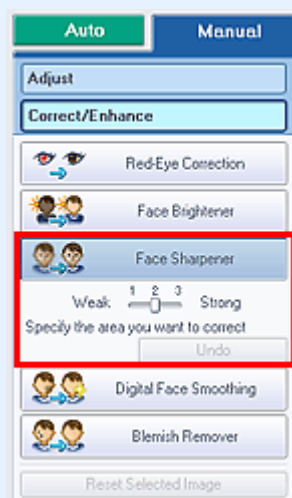 Auto Manual
Adjust
Correct/Enhance
Red-Eye Correction
Face Brightener
Face Sharpener
1 2 3
Weak Strong
Specify the area you want to correct
Undo
Digital Face Smoothing
Blemish Remover
Reset Selected Image